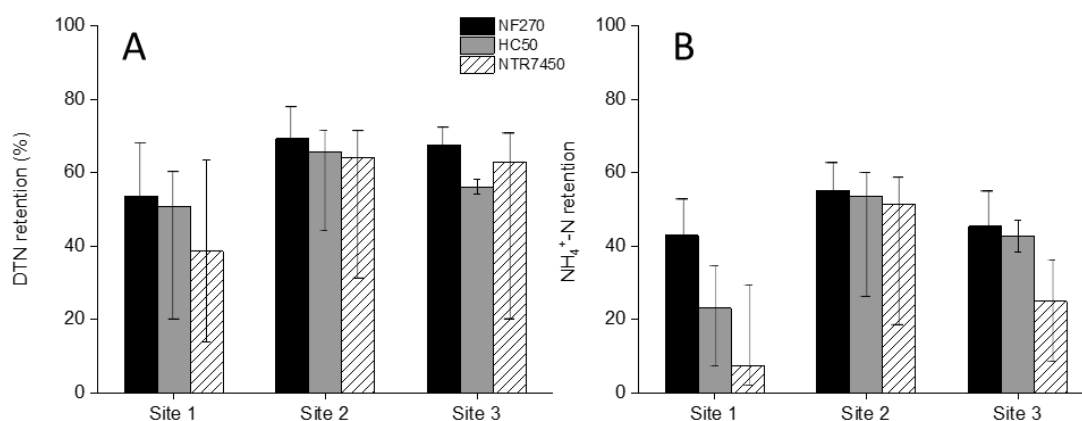 A
NF270
HC50
NTR7450
DTN retention (%)
100
80
60
40
20
0
Site 1
Site 2
Site 3
B
NH₄⁺-N retention
100
80
60
40
20
0
Site 1
Site 2
Site 3